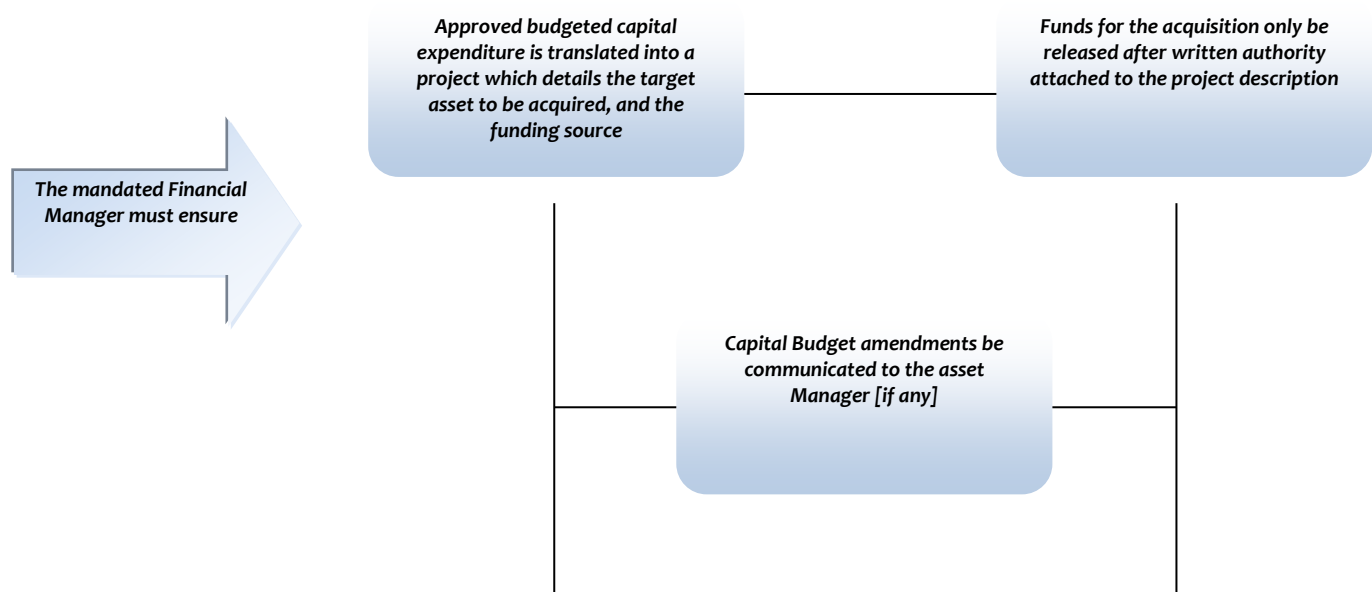 Approved budgeted capital
expenditure is translated into a
project which details the target
asset to be acquired, and the
funding source
Funds for the acquisition only be
released after written authority
attached to the project description
The mandated Financial
Manager must ensure
Capital Budget amendments be
communicated to the asset
Manager [if any]